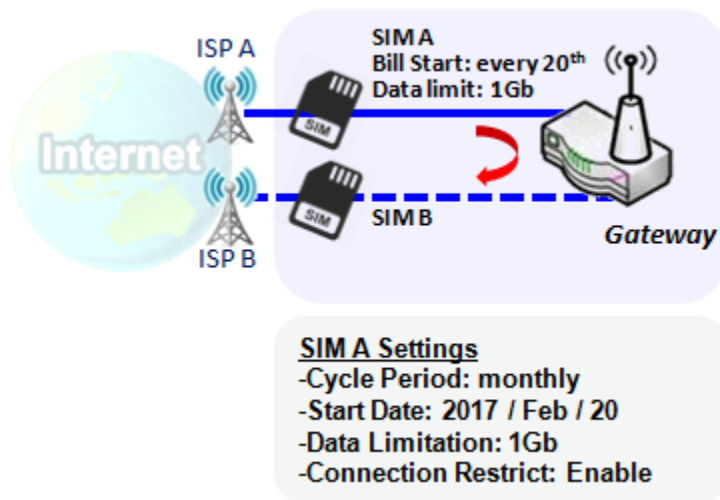 ISP A
SIM A
Bill Start: every 20th
Data limit: 1Gb
SIM
Internet
SIM
SIM B
Gateway
ISP B
SIM A Settings
-Cycle Period: monthly
-Start Date: 2017 / Feb / 20
-Data Limitation: 1Gb
-Connection Restrict: Enable